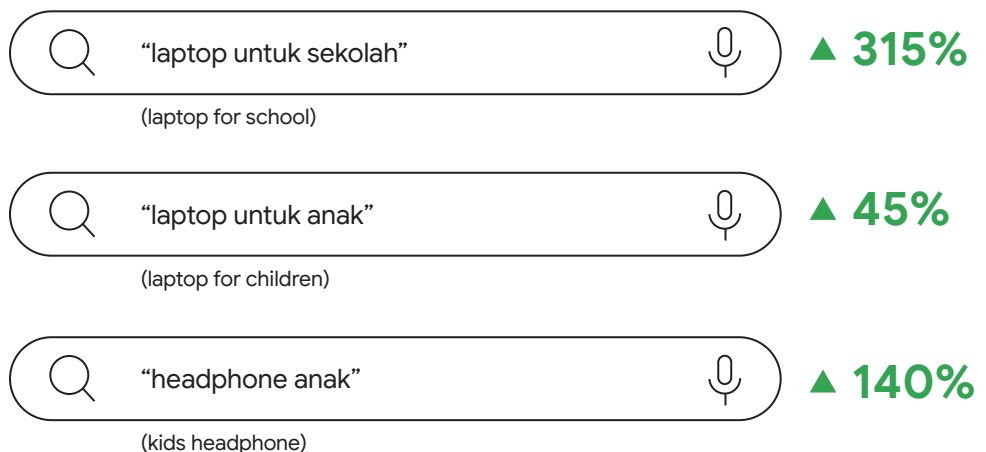 “laptop untuk sekolah”
▲ 315%
(laptop for school)
“laptop untuk anak”
▲ 45%
(laptop for children)
“headphone anak”
▲ 140%
(kids headphone)